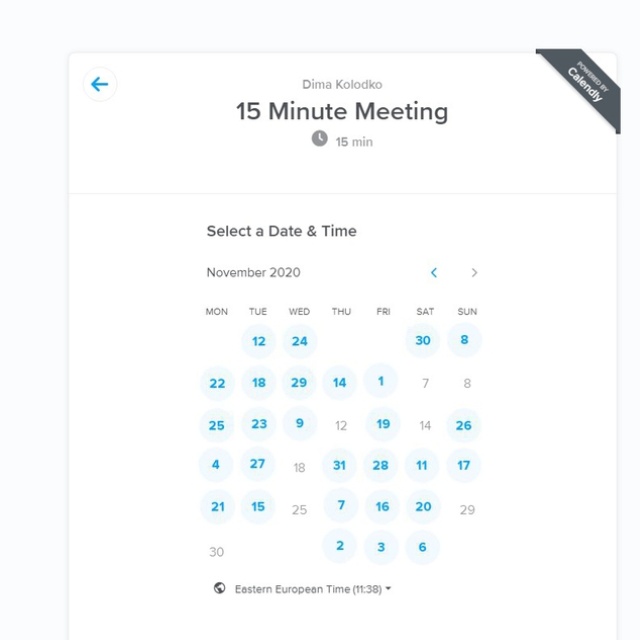 POWERED BY
Calendly
Dima Kolodko
15 Minute Meeting
15 min
Select a Date & Time
November 2020
MON TUE WED THU FRI SAT SUN
12 24 30 8
22 18 29 14 1 7 8
25 23 9 12 19 14 26
4 27 18 31 28 11 17
21 15 25 7 16 20 29
30 2 3 6
Eastern European Time (11:38)